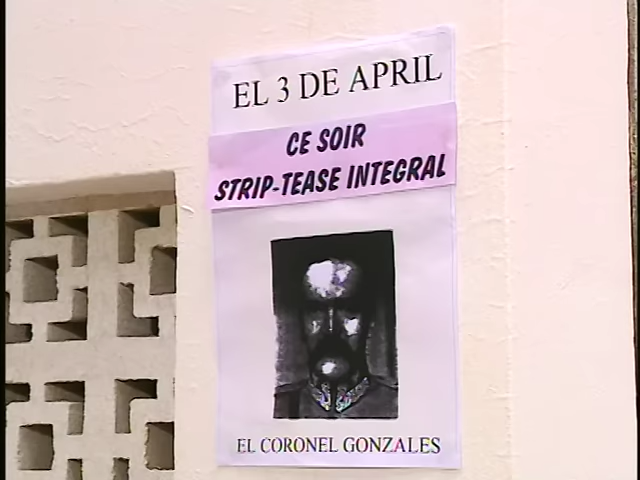 EL 3 DE APRIL
CE SOIR
STRIP-TEASE INTEGRAL
EL CORONEL GONZALES